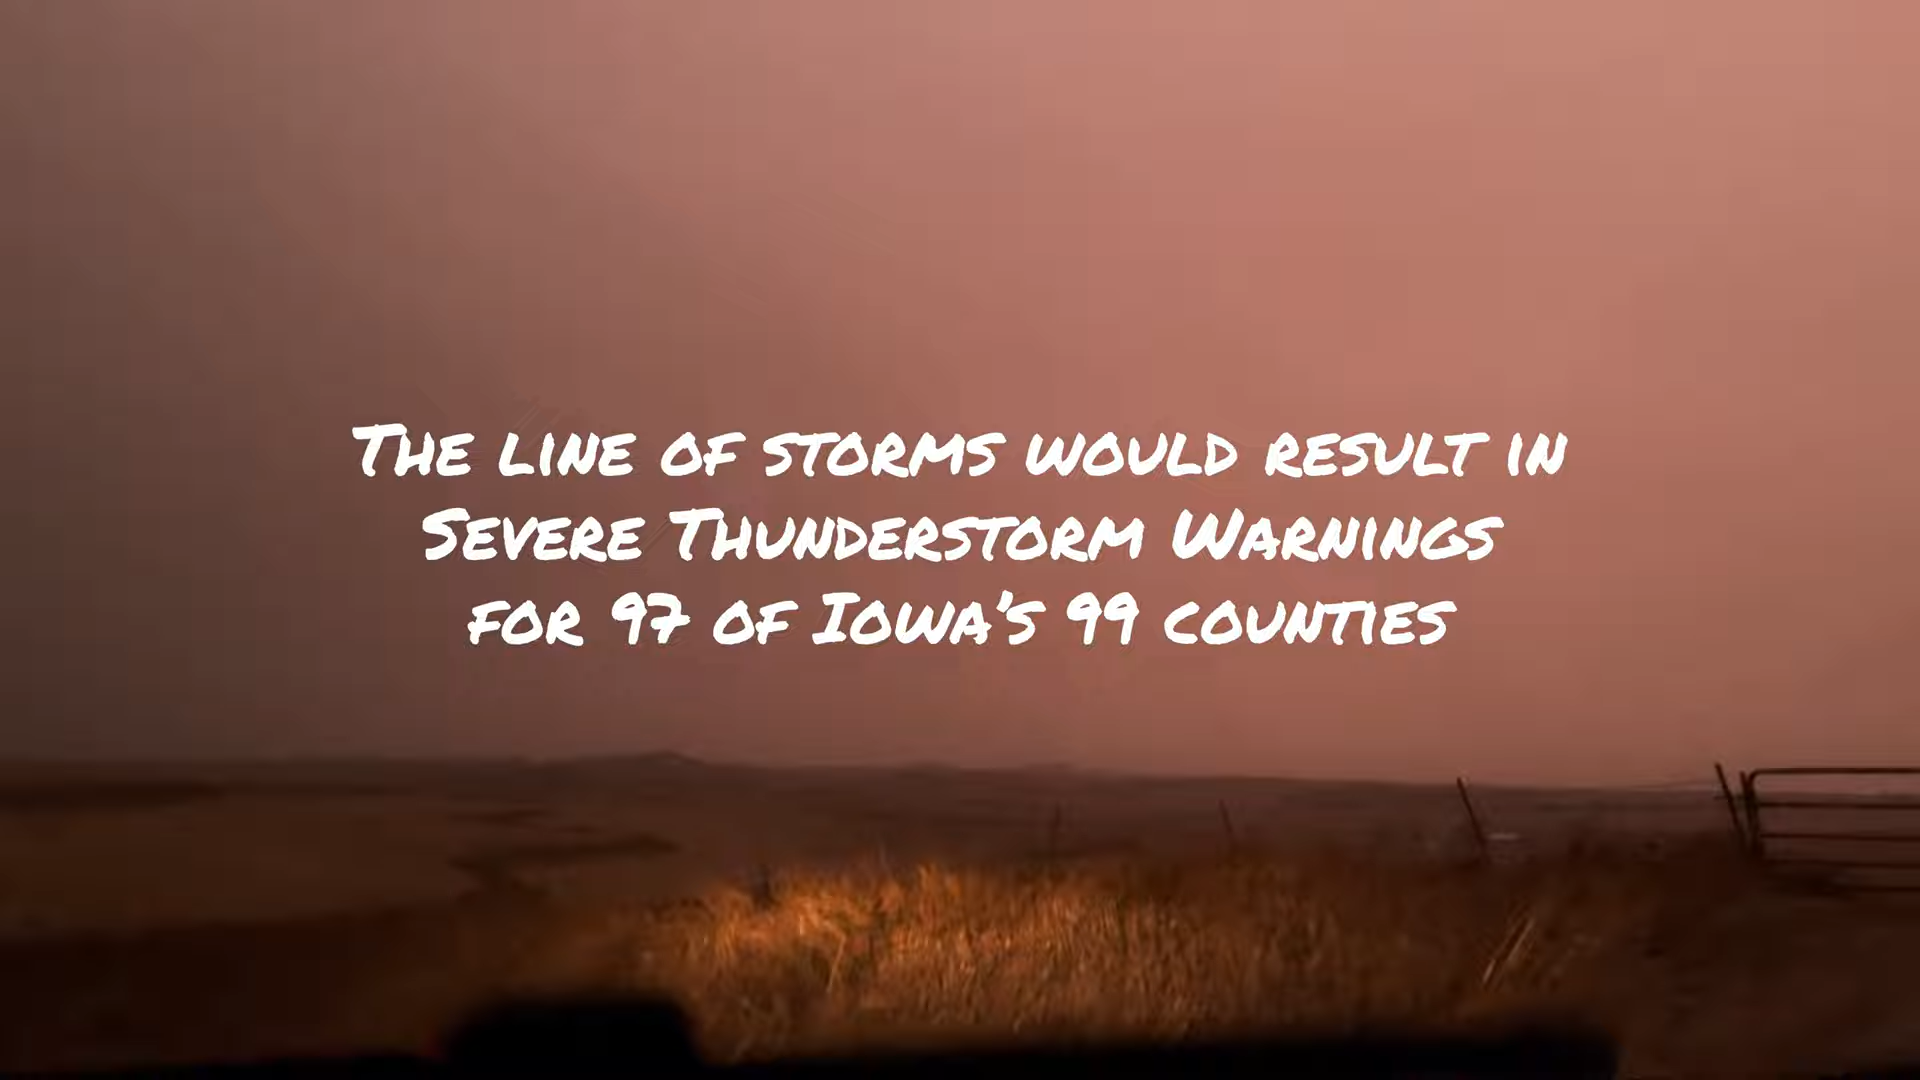 The line of storms would result in
Severe Thunderstorm Warnings
for 97 of Iowa's 99 counties